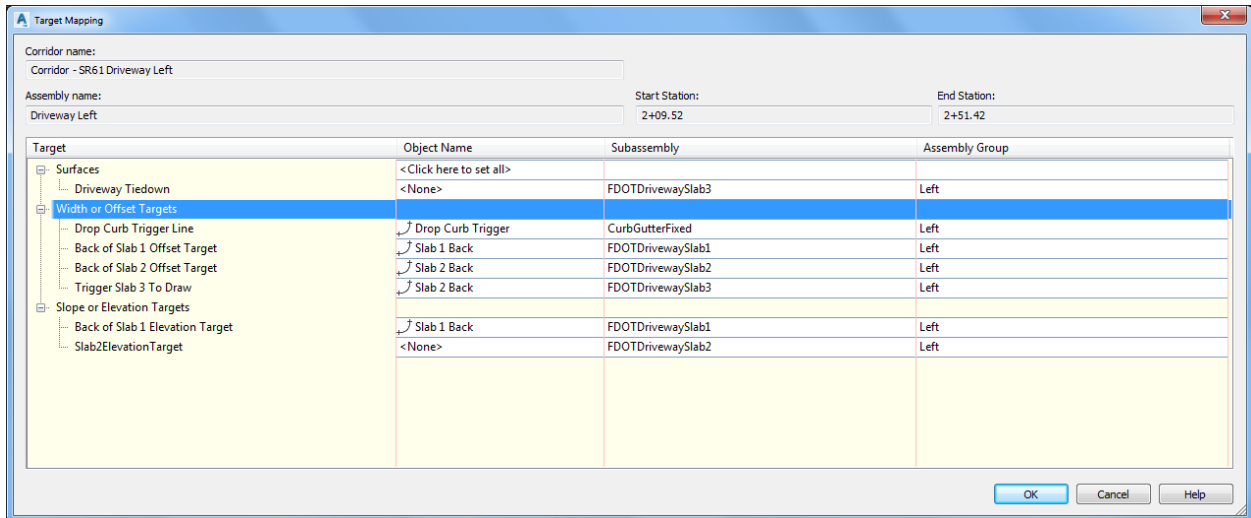 Target Mapping
Corridor name:
Corridor - SR61 Driveway Left
Assembly name: Start Station: End Station:
Driveway Left 2+09.52 2+51.42
Target Object Name Subassembly Assembly Group
Surfaces <Click here to set all>
Driveway Tiedown <None> FDOTDrivewaySlab3 Left
Width or Offset Targets
Drop Curb Trigger Line Drop Curb Trigger CurbGutterFixed Left
Back of Slab 1 Offset Target Slab 1 Back FDOTDrivewaySlab1 Left
Back of Slab 2 Offset Target Slab 2 Back FDOTDrivewaySlab2 Left
Trigger Slab 3 To Draw Slab 2 Back FDOTDrivewaySlab3 Left
Slope or Elevation Targets
Back of Slab 1 Elevation Target Slab 1 Back FDOTDrivewaySlab1 Left
Slab2ElevationTarget <None> FDOTDrivewaySlab2 Left
OK Cancel Help